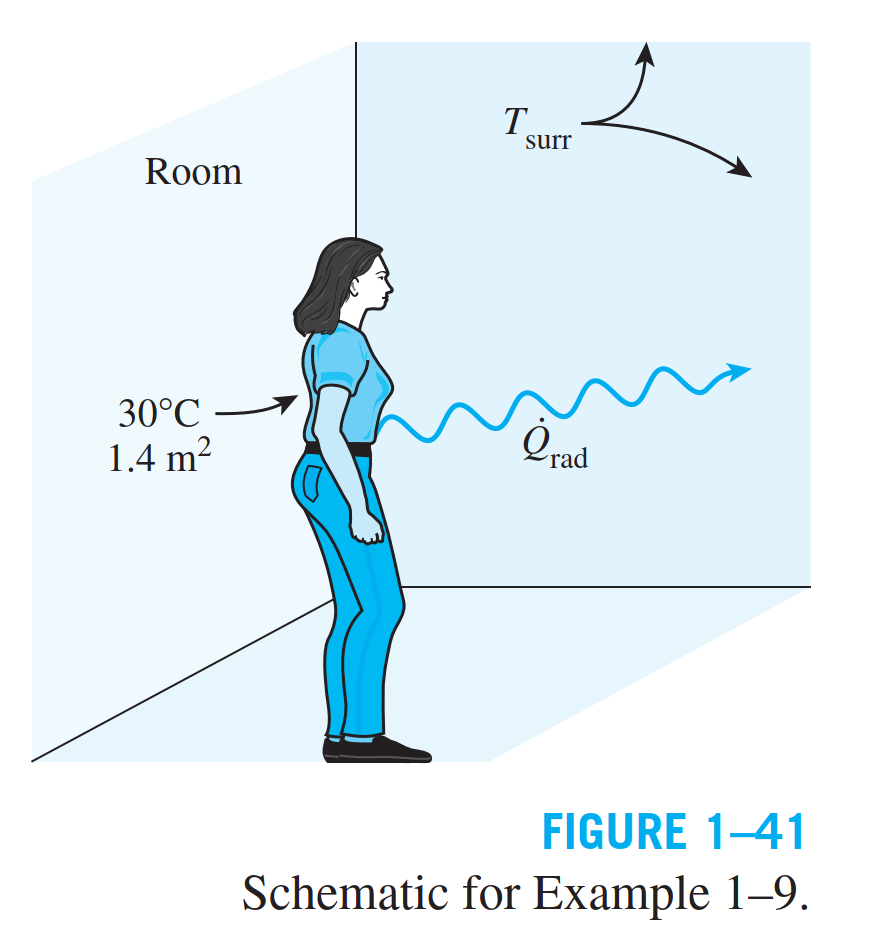 T_surr
Room
30°C
1.4 m²
Q̇_rad
FIGURE 1–41
Schematic for Example 1–9.